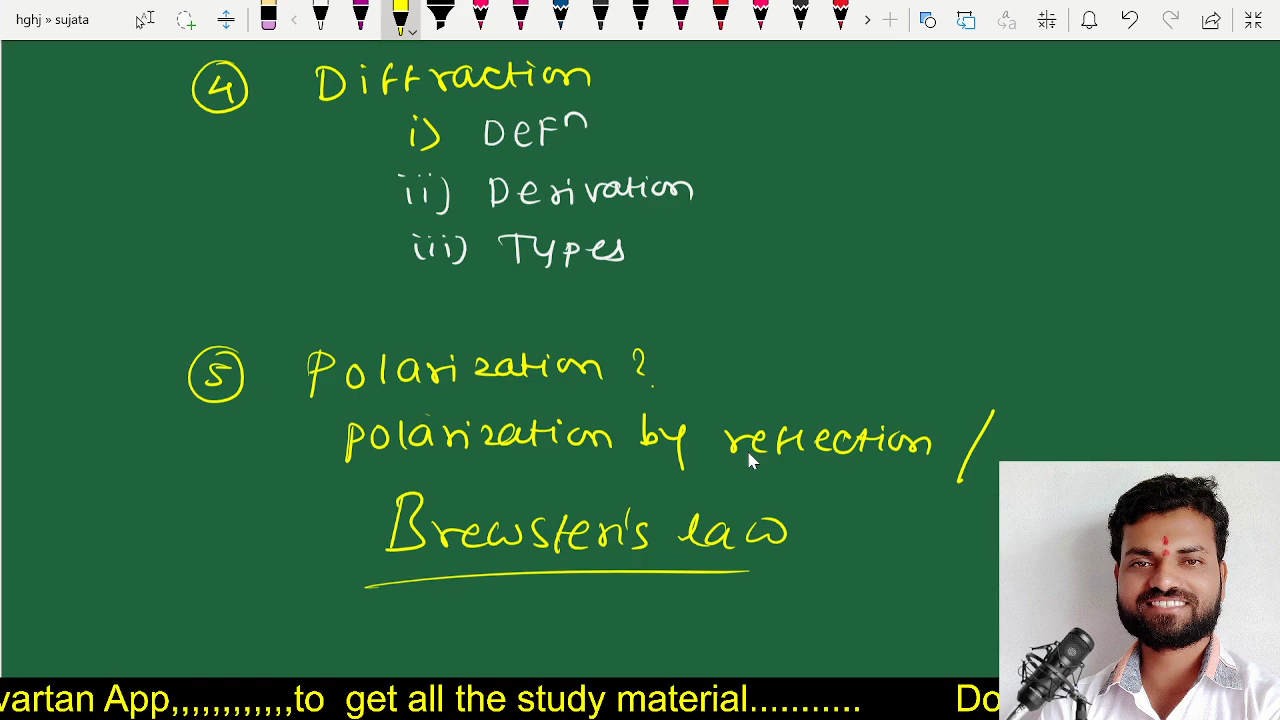 hghj » sujata
④ Diffraction
i) Defⁿ
ii) Derivation
iii) Types
⑤ Polarization ?
polarization by reflection /
Brewster's law
vartan App,,,,,,,,,,,,to get all the study material........... Do